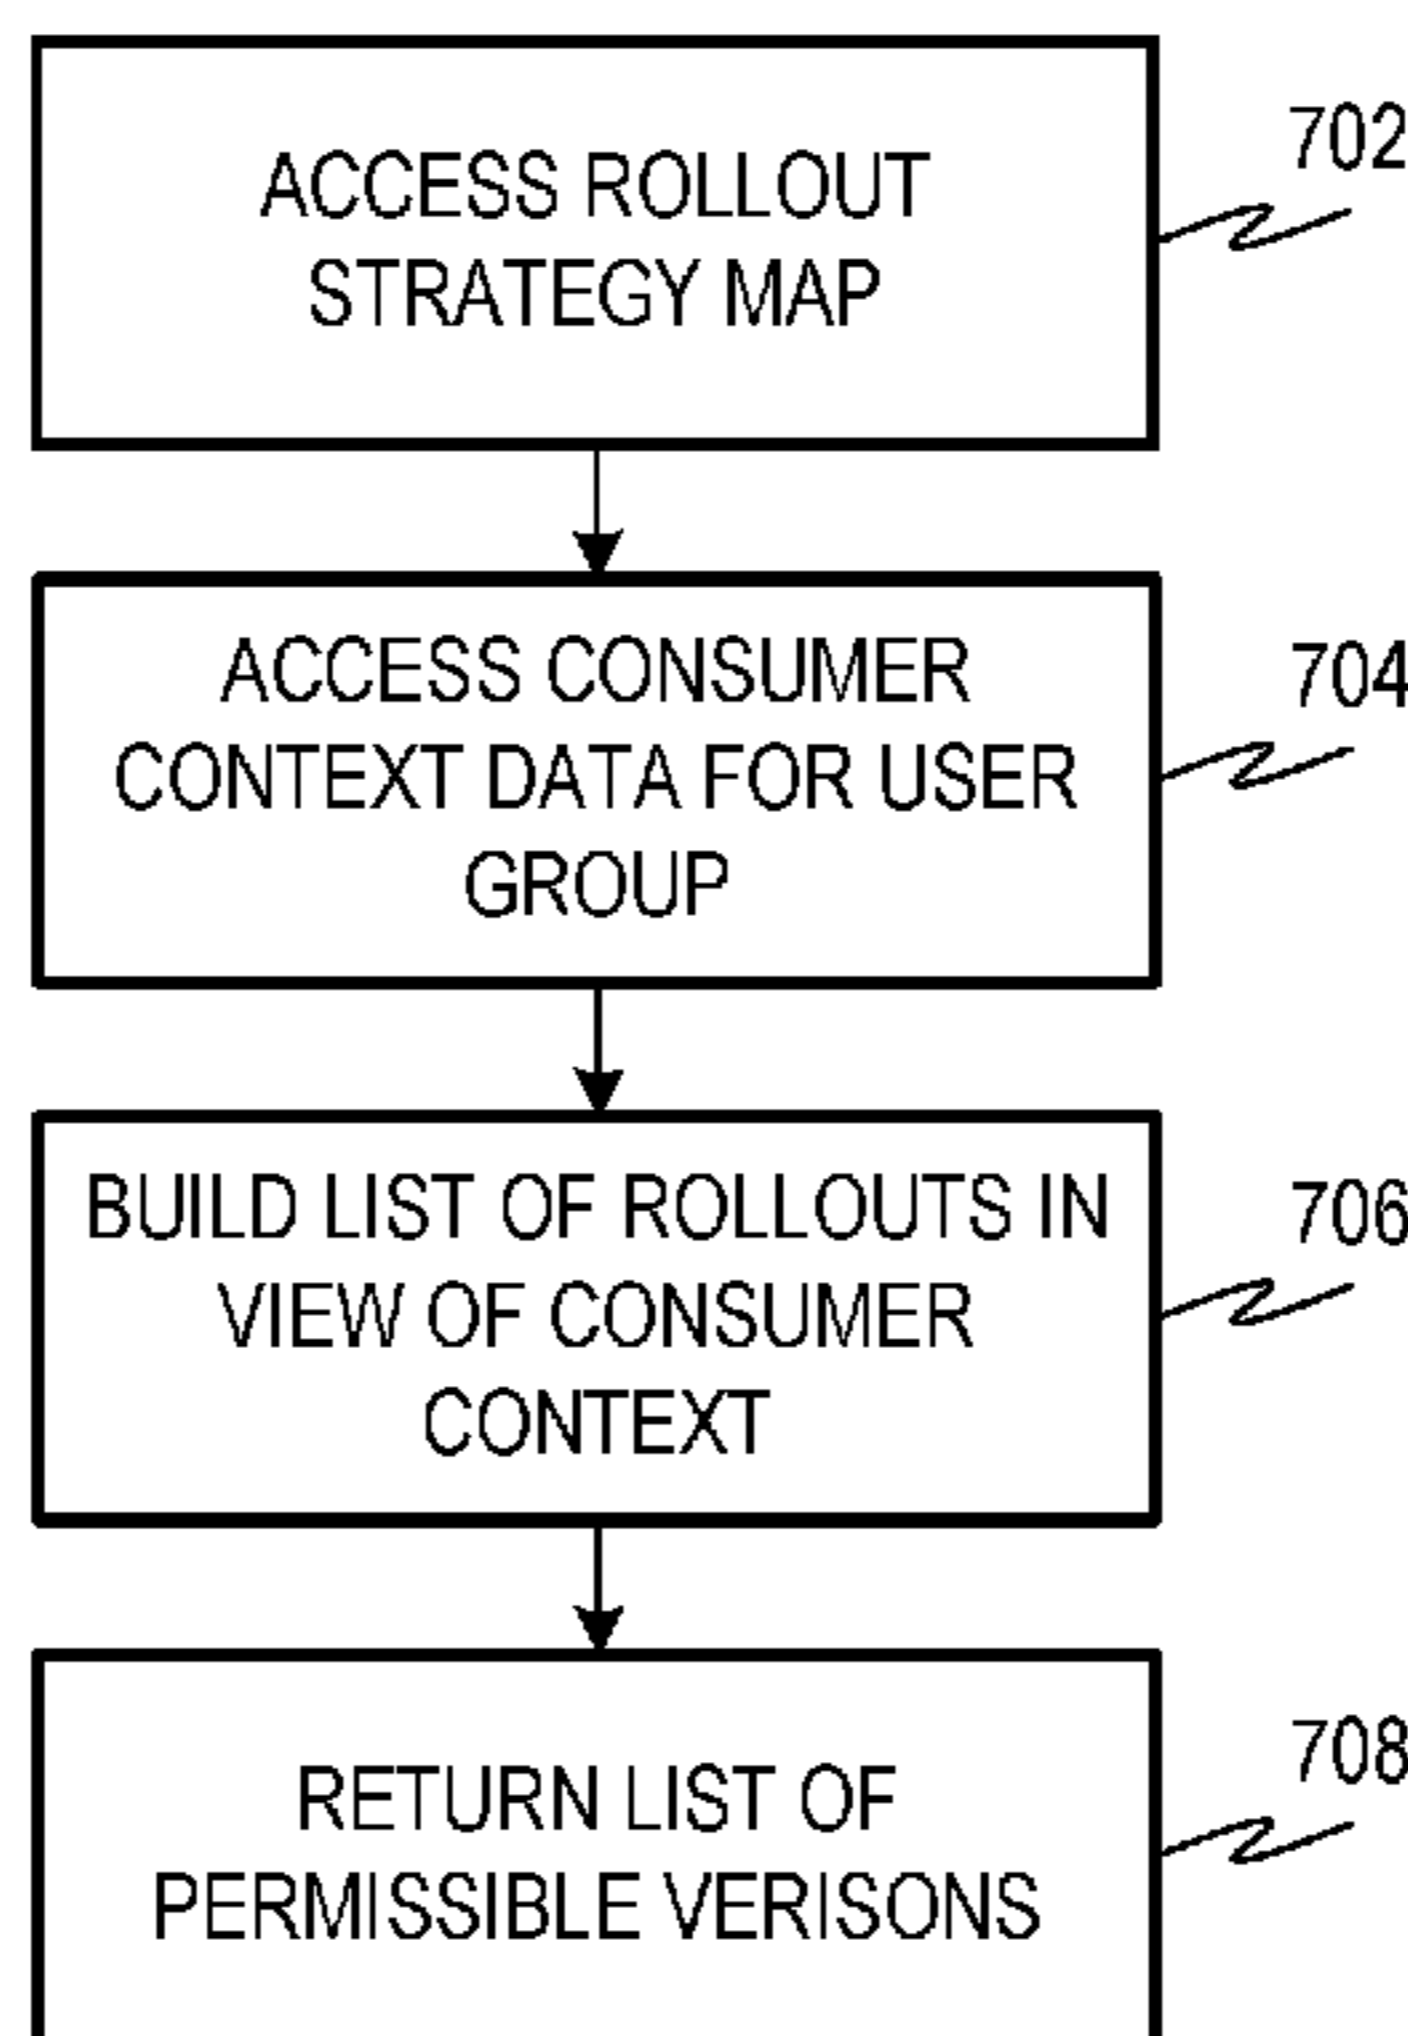 ACCESS ROLLOUT
STRATEGY MAP
702
ACCESS CONSUMER
CONTEXT DATA FOR USER
GROUP
704
BUILD LIST OF ROLLOUTS IN
VIEW OF CONSUMER
CONTEXT
706
RETURN LIST OF
PERMISSIBLE VERISONS
708